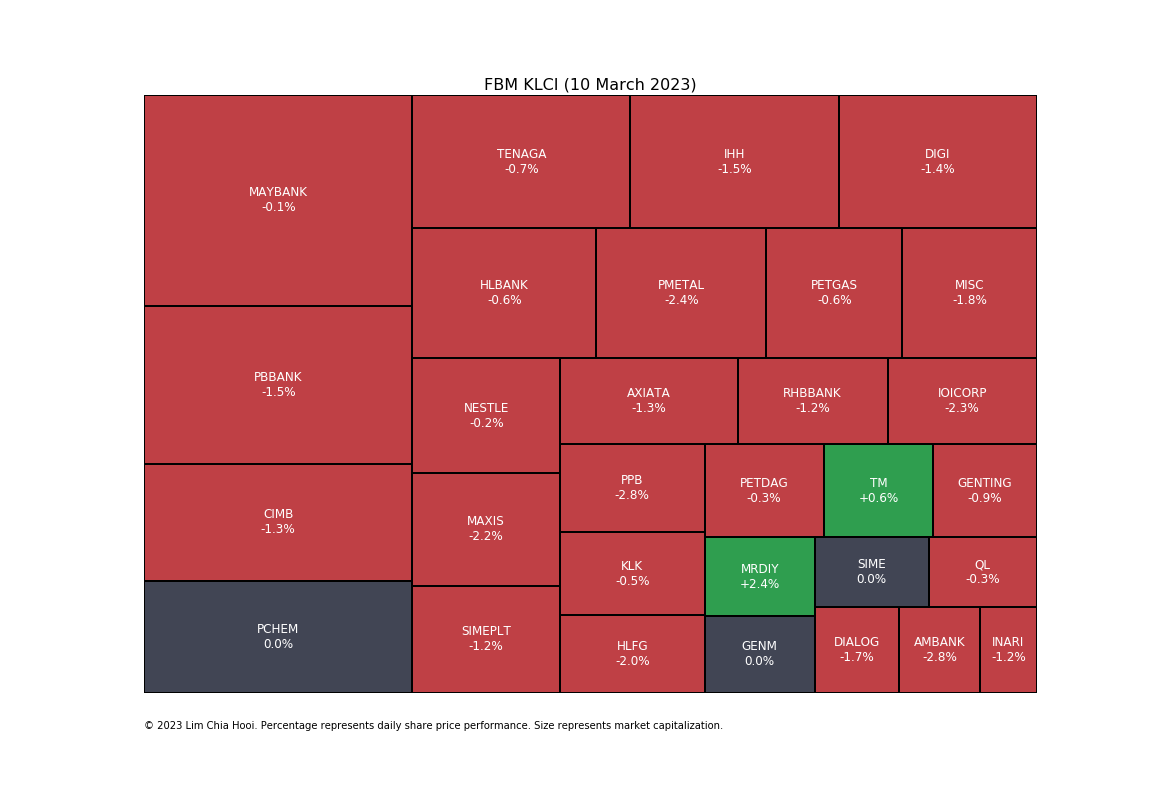 FBM KLCI (10 March 2023)
MAYBANK
-0.1%
PBBANK
-1.5%
CIMB
-1.3%
PCHEM
0.0%
TENAGA
-0.7%
IHH
-1.5%
DIGI
-1.4%
HLBANK
-0.6%
PMETAL
-2.4%
PETGAS
-0.6%
MISC
-1.8%
NESTLE
-0.2%
MAXIS
-2.2%
SIMEPLT
-1.2%
AXIATA
-1.3%
RHBBANK
-1.2%
IOICORP
-2.3%
PPB
-2.8%
KLK
-0.5%
HLFG
-2.0%
PETDAG
-0.3%
TM
+0.6%
GENTING
-0.9%
MRDIY
+2.4%
GENM
0.0%
SIME
0.0%
QL
-0.3%
DIALOG
-1.7%
AMBANK
-2.8%
INARI
-1.2%
© 2023 Lim Chia Hooi. Percentage represents daily share price performance. Size represents market capitalization.